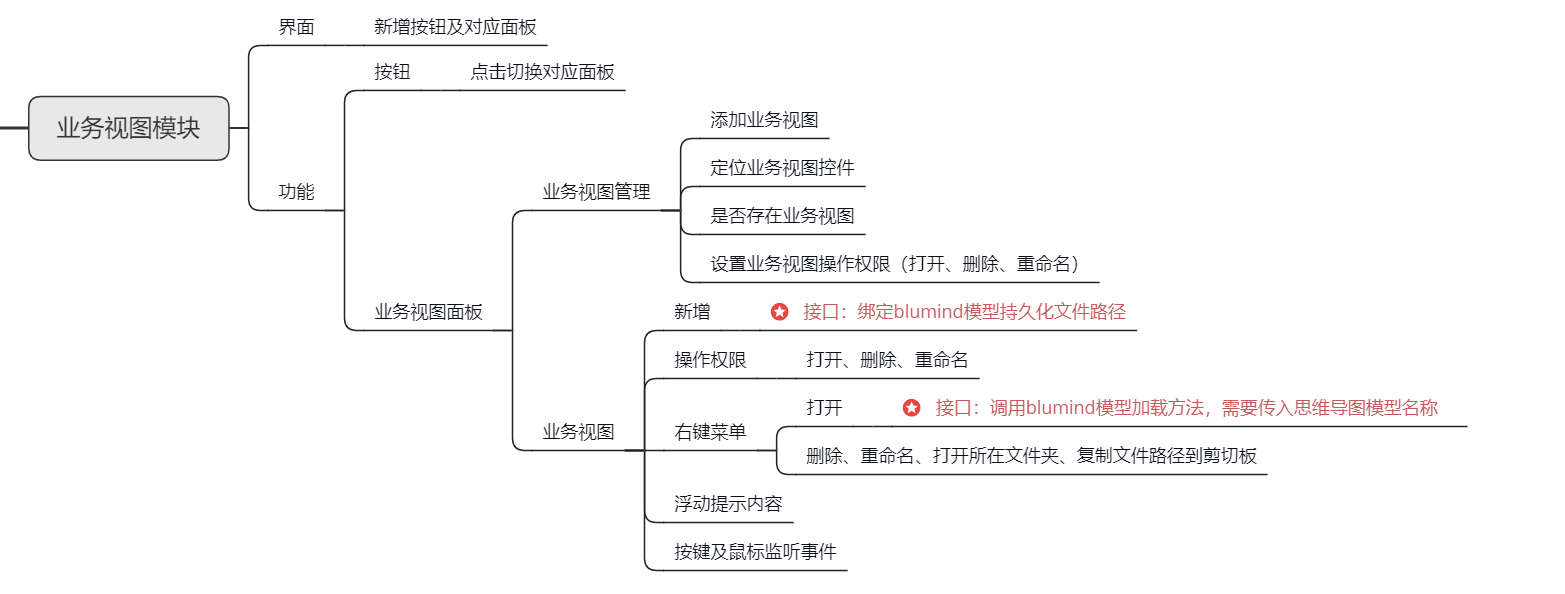 业务视图模块
界面
新增按钮及对应面板
功能
按钮
点击切换对应面板
业务视图面板
业务视图管理
添加业务视图
定位业务视图控件
是否存在业务视图
设置业务视图操作权限（打开、删除、重命名）
业务视图
新增
接口：绑定blumind模型持久化文件路径
操作权限
打开、删除、重命名
右键菜单
打开
接口：调用blumind模型加载方法，需要传入思维导图模型名称
删除、重命名、打开所在文件夹、复制文件路径到剪切板
浮动提示内容
按键及鼠标监听事件